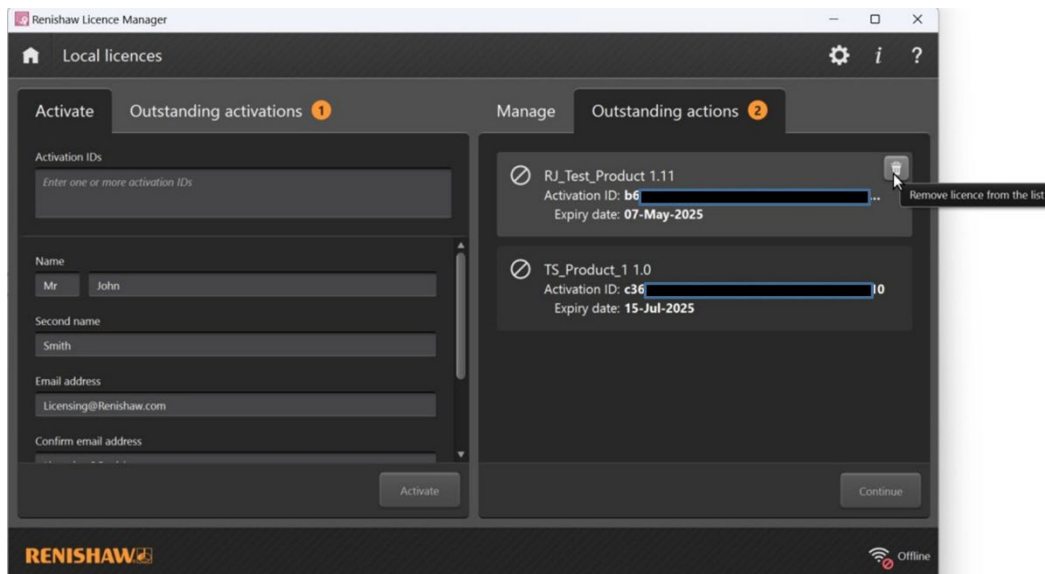 Renishaw Licence Manager
Local licences
Activate
Outstanding activations 1
Activation IDs
Enter one or more activation IDs
Name
Mr John
Second name
Smith
Email address
Licensing@Renishaw.com
Confirm email address
Activate
Manage
Outstanding actions 2
RJ_Test_Product 1.11
Activation ID: b6 ...
Expiry date: 07-May-2025
Remove licence from the list
TS_Product_1 1.0
Activation ID: c36 10
Expiry date: 15-Jul-2025
Continue
RENISHAW
Offline